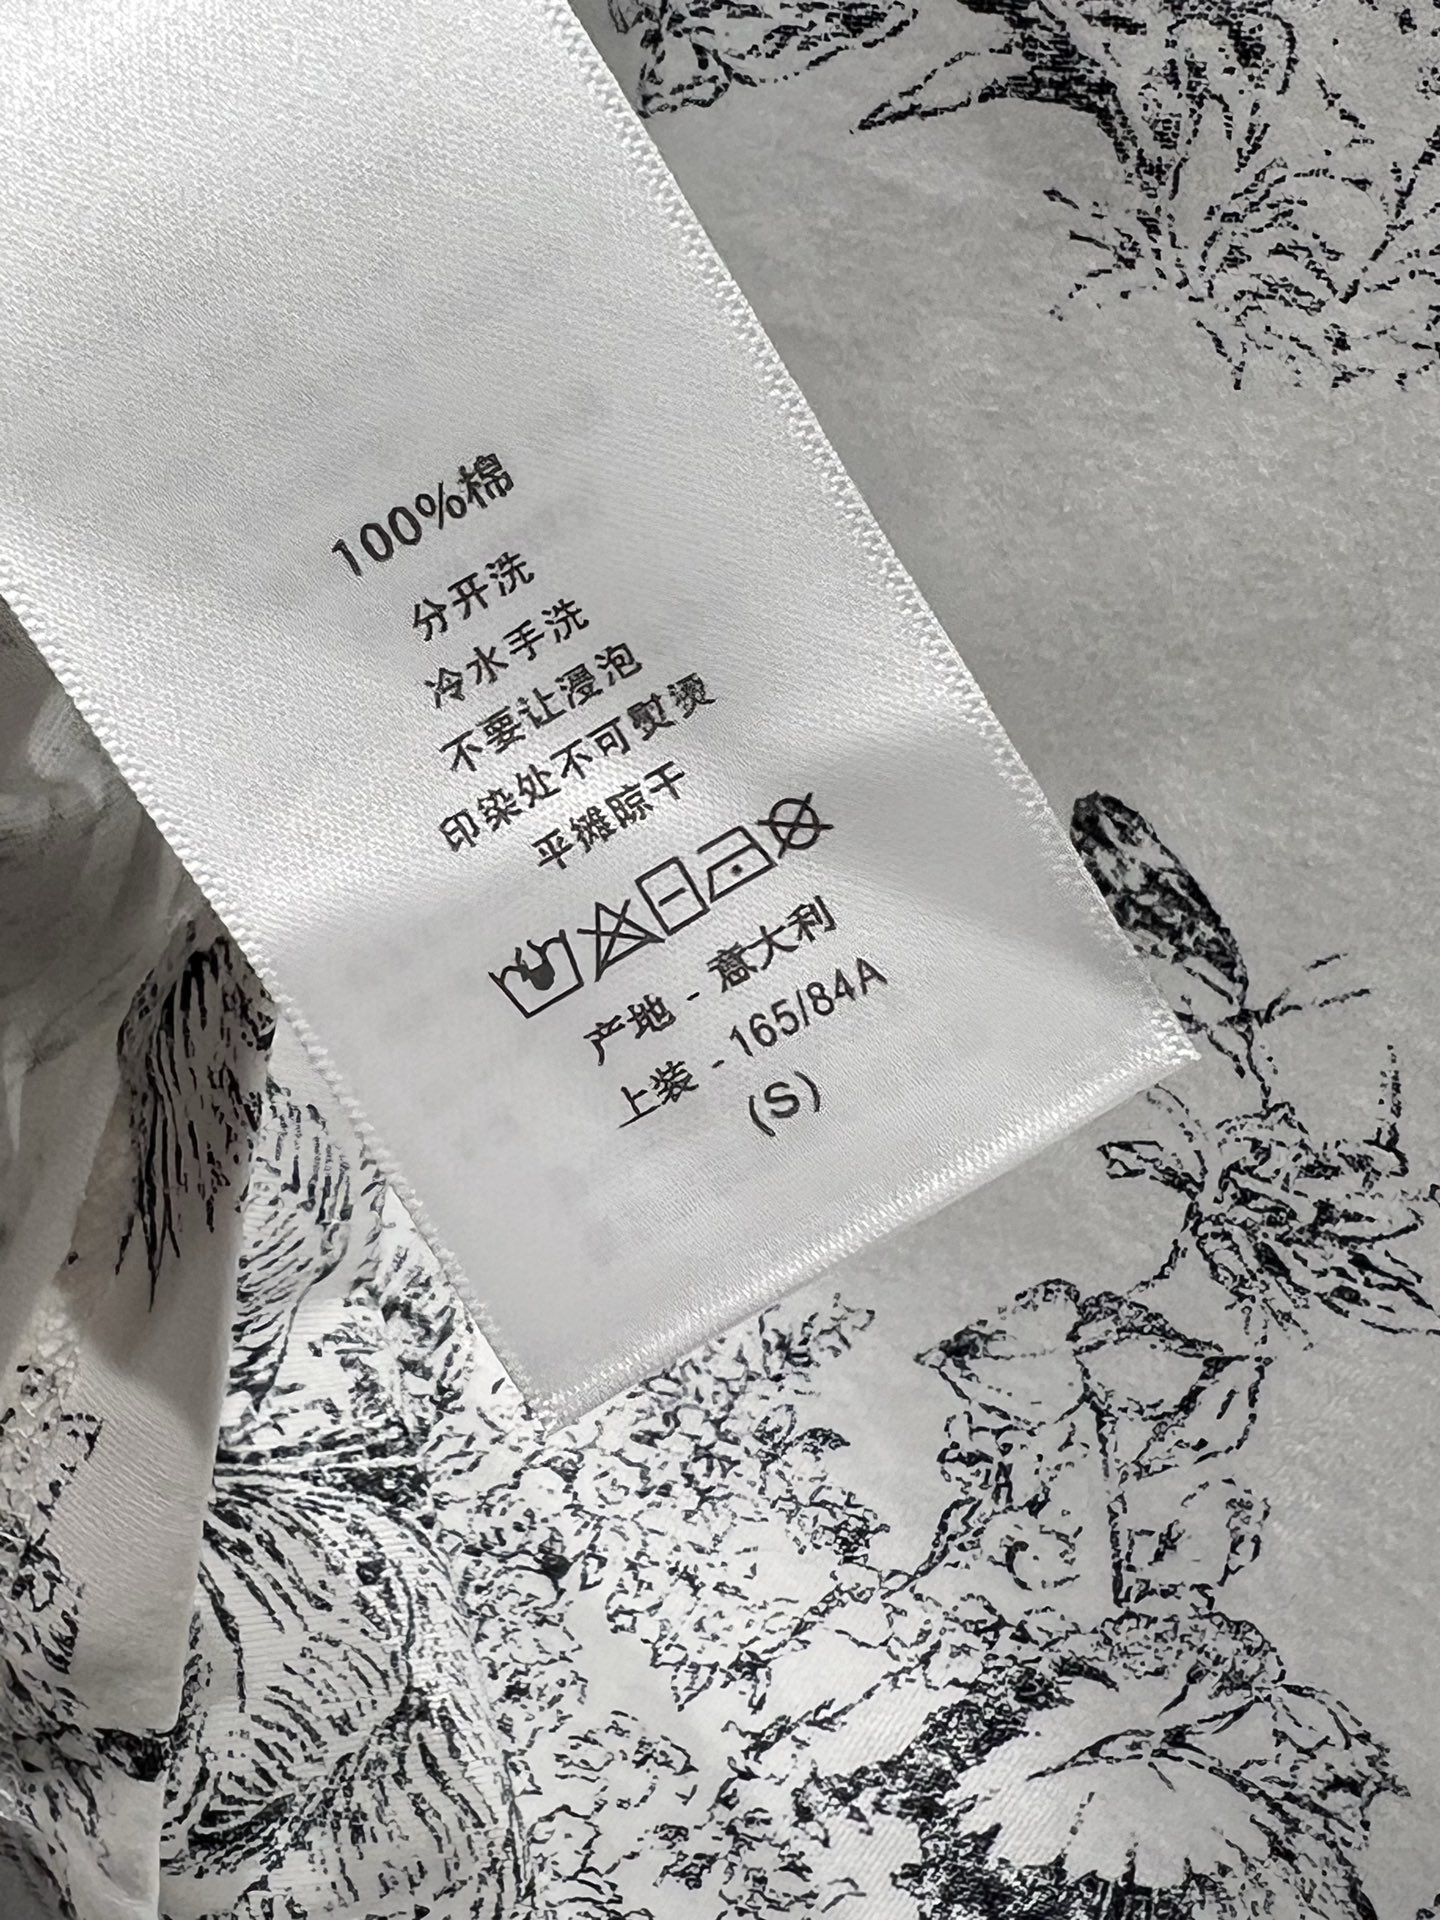 100%棉
分开洗
冷水手洗
不要让浸泡
印染处不可熨烫
平摊晾干
产地 - 意大利
上装 - 165/84A
(S)